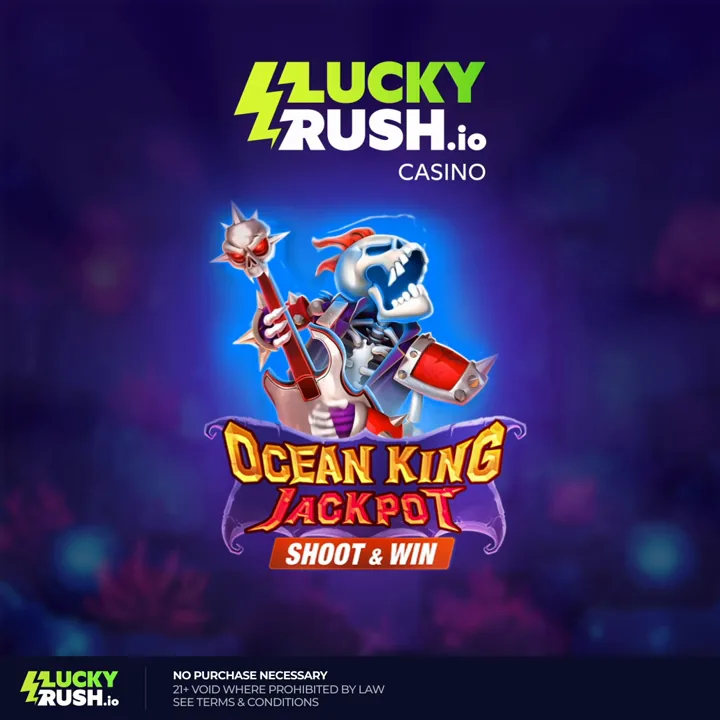 LUCKY
RUSH.io
CASINO
OCEAN KING
JACKPOT
SHOOT & WIN
LUCKY
RUSH.io
NO PURCHASE NECESSARY
21+ VOID WHERE PROHIBITED BY LAW
SEE TERMS & CONDITIONS